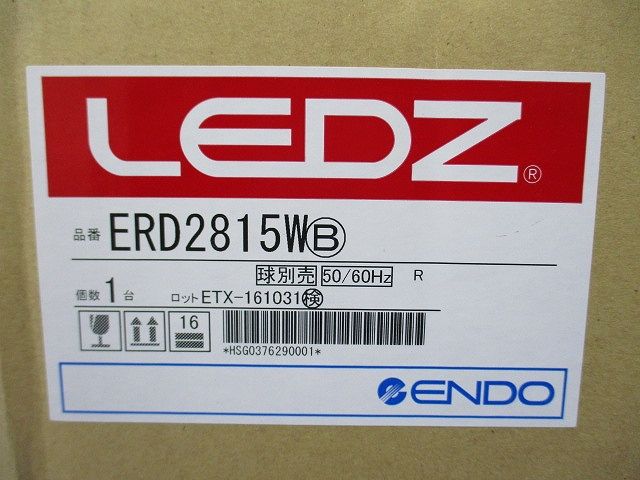 LEDZ®
品番 ERD2815WⒷ
球別売 50/60Hz R
個数 1 台 ロット ETX-161031㊬
16
*HSG0376290001*
ENDO